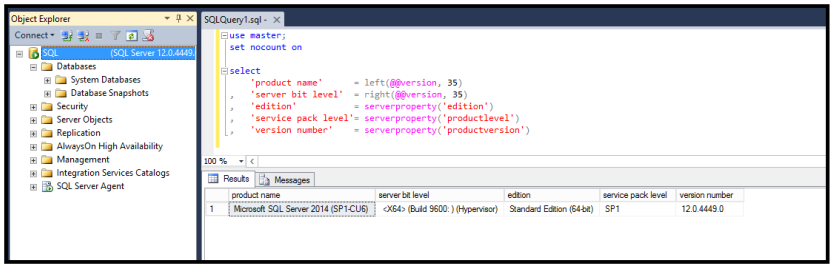 Object Explorer
Connect
SQL (SQL Server 12.0.4449.
Databases
System Databases
Database Snapshots
Security
Server Objects
Replication
AlwaysOn High Availability
Management
Integration Services Catalogs
SQL Server Agent
SQLQuery1.sql -
use master;
set nocount on
select
'product name' = left(@@version, 35)
, 'server bit level' = right(@@version, 35)
, 'edition' = serverproperty('edition')
, 'service pack level'= serverproperty('productlevel')
, 'version number' = serverproperty('productversion')
100 %
Results Messages
product name server bit level edition service pack level version number
1 Microsoft SQL Server 2014 (SP1-CU6) <X64> (Build 9600: ) (Hypervisor) Standard Edition (64-bit) SP1 12.0.4449.0